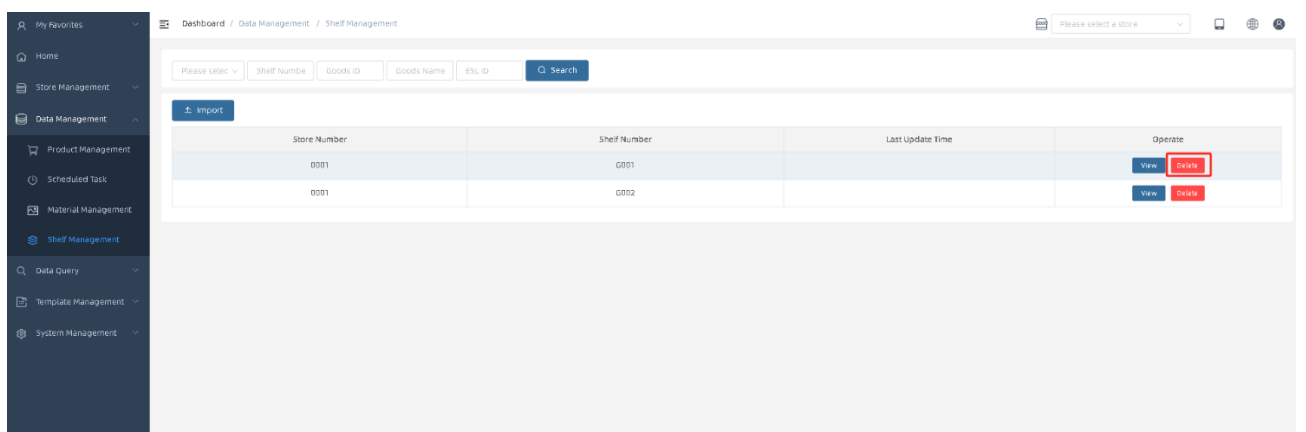 My Favorites
Dashboard / Data Management / Shelf Management
Please select a store
Home
Store Management
Data Management
Product Management
Scheduled Task
Material Management
Shelf Management
Data Query
Template Management
System Management
Please selec Shelf Numbe Goods ID Goods Name ESL ID Search
Import
Store Number Shelf Number Last Update Time Operate
0001 G001 View Delete
0001 G002 View Delete